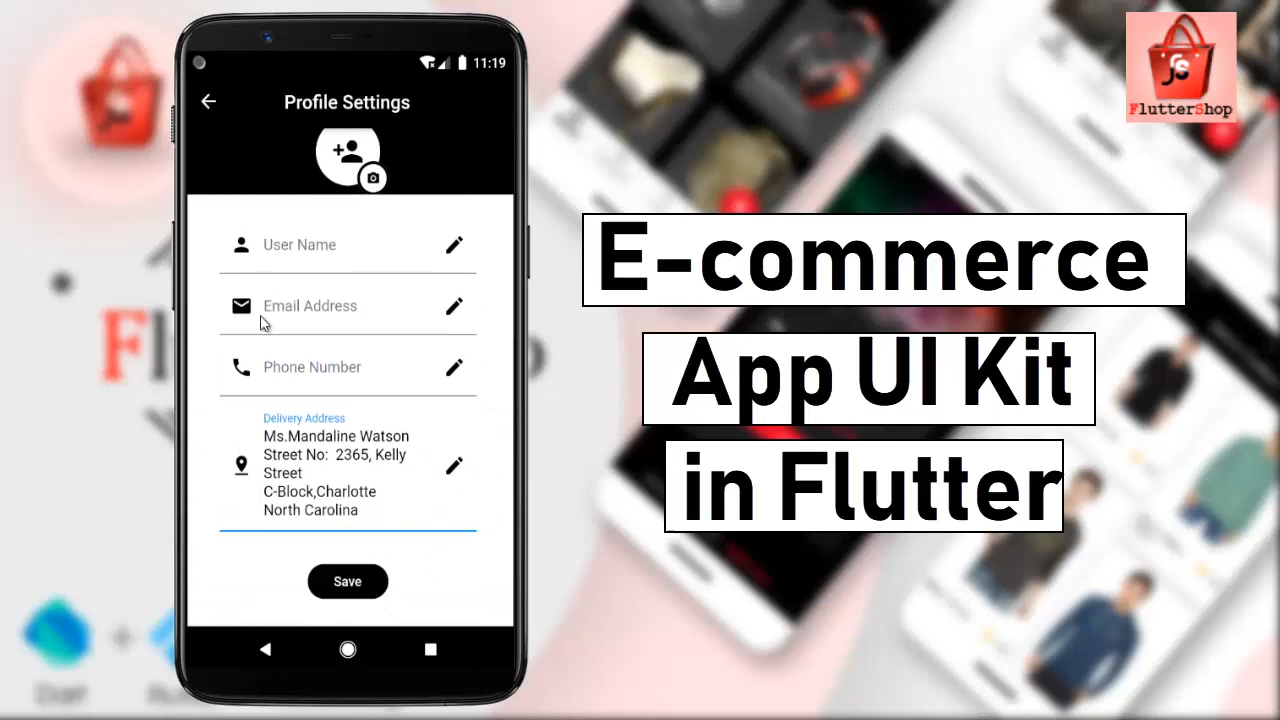 11:19
Profile Settings
User Name
Email Address
Phone Number
Delivery Address
Ms.Mandaline Watson
Street No:  2365, Kelly
Street
C-Block,Charlotte
North Carolina
Save
FlutterShop
E-commerce
App UI Kit
in Flutter